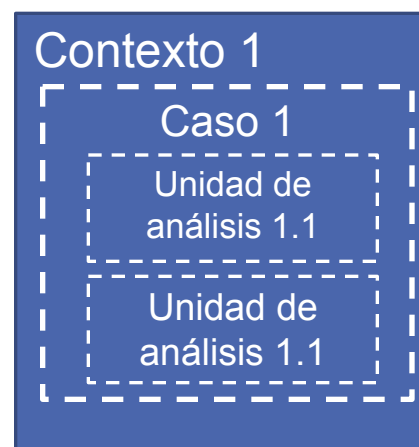 Contexto 1
Caso 1
Unidad de
análisis 1.1
Unidad de
análisis 1.1